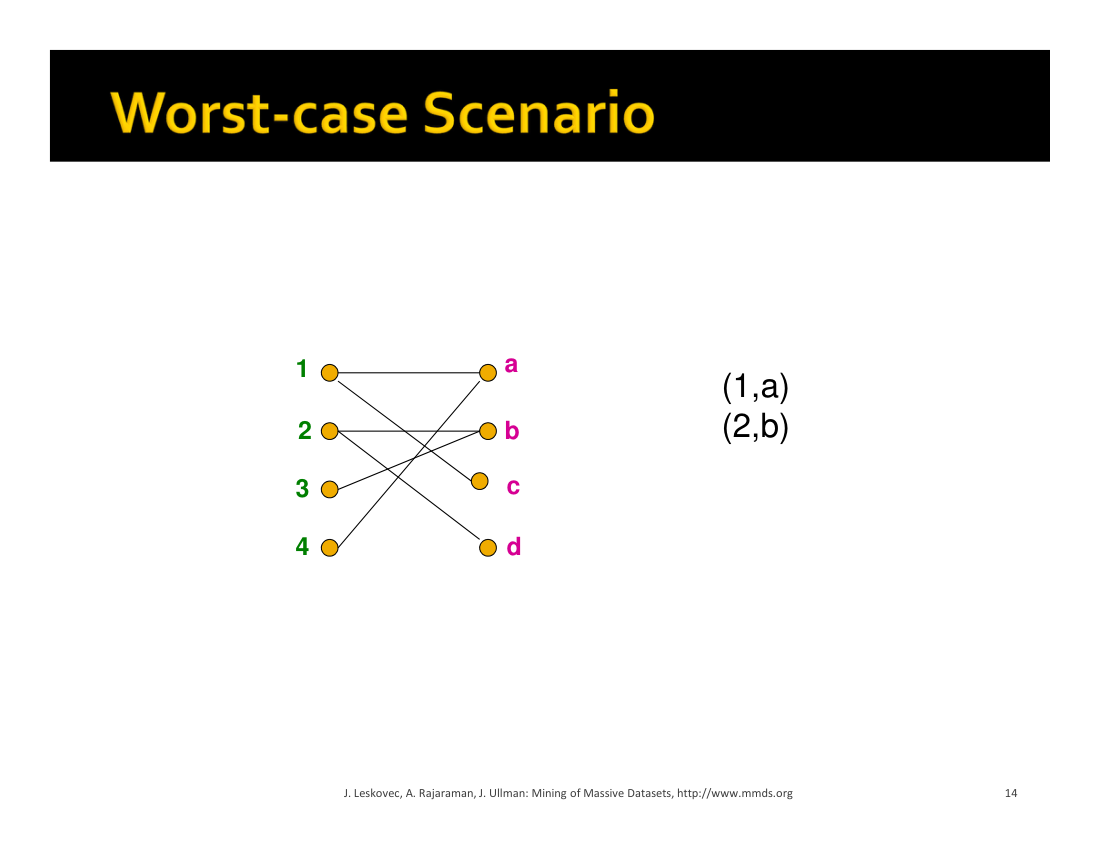 Worst-case Scenario
1
a
2
b
3
c
4
d
(1,a)
(2,b)
J. Leskovec, A. Rajaraman, J. Ullman: Mining of Massive Datasets, http://www.mmds.org
14